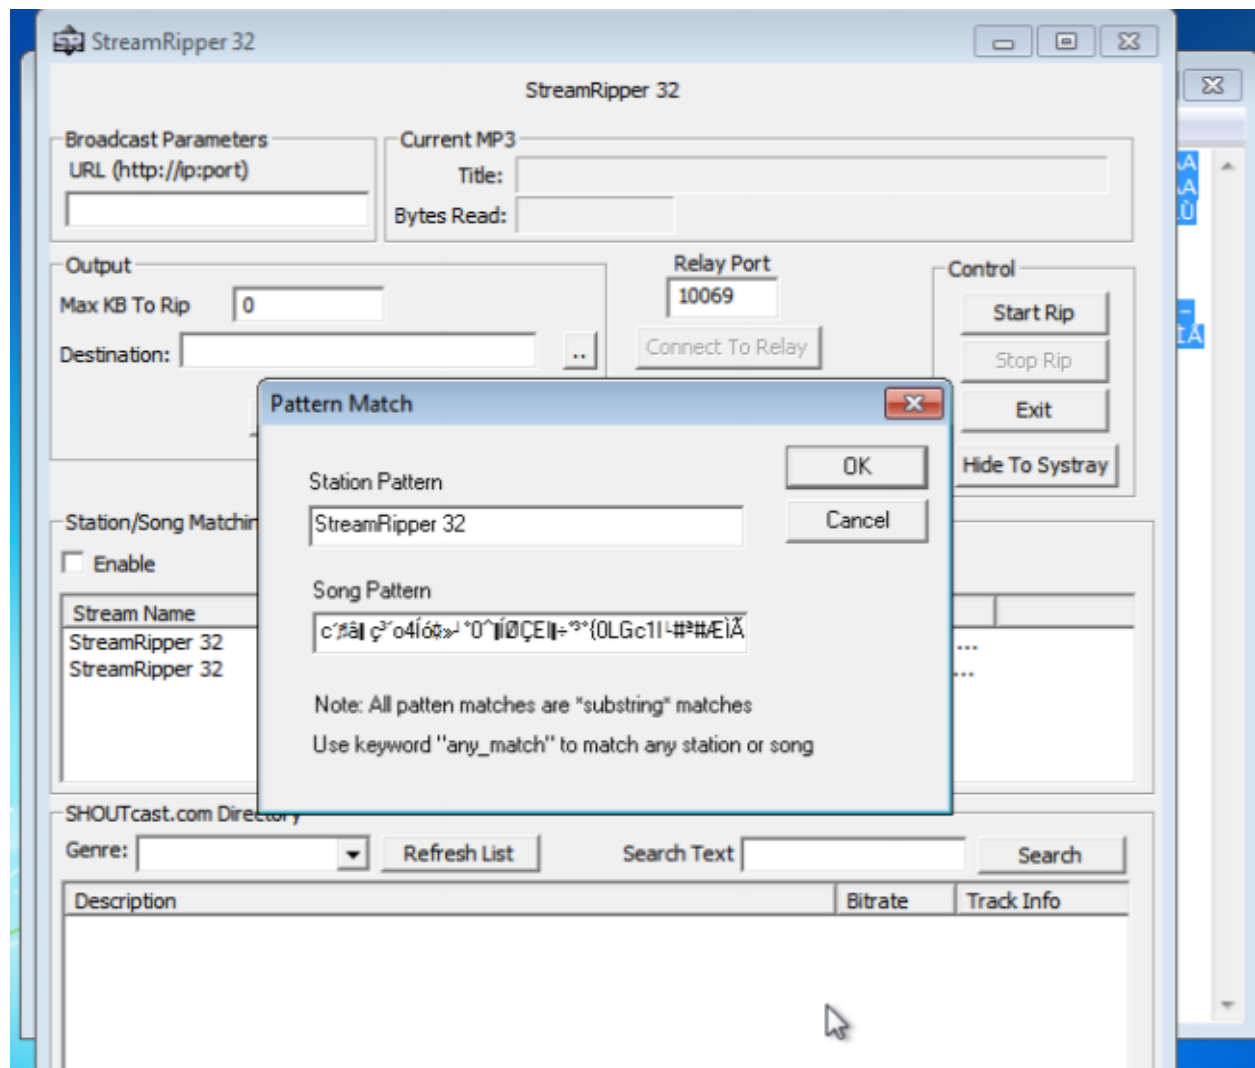 StreamRipper 32
StreamRipper 32
Broadcast Parameters
URL (http://ip:port)
Current MP3
Title:
Bytes Read:
Output
Max KB To Rip 0
Destination: ..
Relay Port
10069
Connect To Relay
Control
Start Rip
Stop Rip
Exit
Hide To Systray
Pattern Match
Station Pattern
StreamRipper 32
OK
Cancel
Song Pattern
Note: All patten matches are "substring" matches
Use keyword "any_match" to match any station or song
Station/Song Matchin
Enable
Stream Name
StreamRipper 32 ...
StreamRipper 32 ...
SHOUTcast.com Directory
Genre: Refresh List Search Text Search
Description Bitrate Track Info